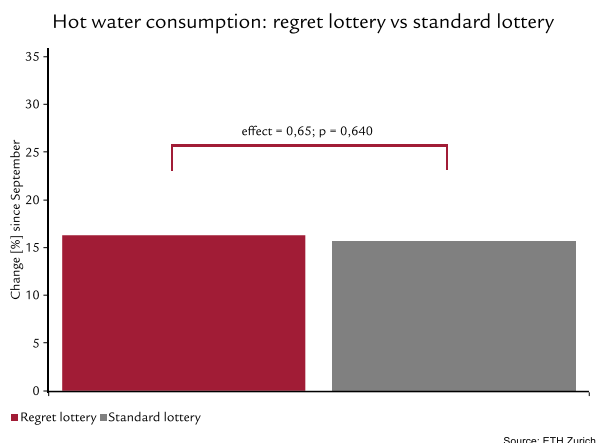 Hot water consumption: regret lottery vs standard lottery
35
30
25
20
15
10
5
0
Change [%] since September
effect = 0,65; p = 0,640
Regret lottery Standard lottery
Source: ETH Zurich